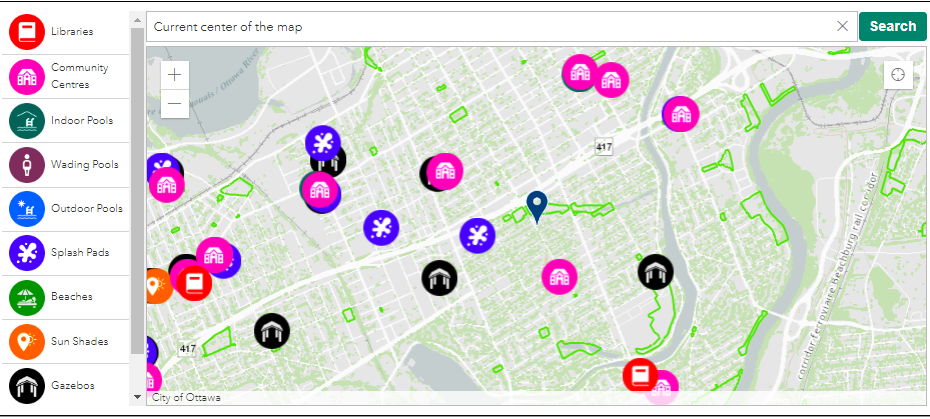 Libraries
Community
Centres
Indoor Pools
Wading Pools
Outdoor Pools
Splash Pads
Beaches
Sun Shades
Gazebos
Current center of the map
Search
+
−
Ottawa River
417
417
corridor ferroviaire Beachburg rail corridor
City of Ottawa